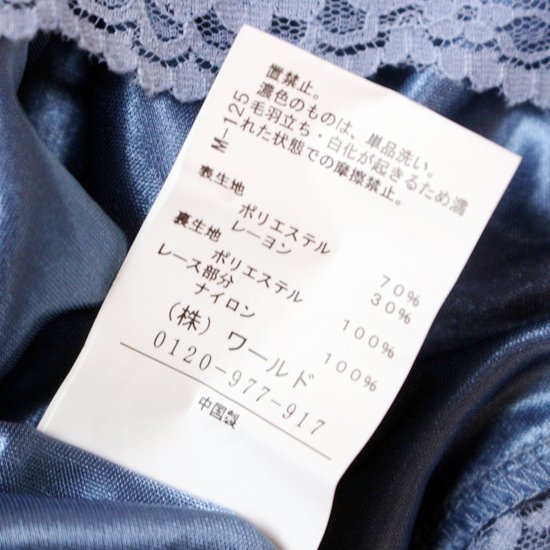 置禁止。
濃色のものは、単品洗い。
毛羽立ち・白化が起きるため濡
れた状態での摩擦禁止。
M-125
表生地
ポリエステル 70%
レーヨン 30%
裏生地
ポリエステル 100%
レース部分
ナイロン 100%
(株) ワールド
0120-977-917
中国製